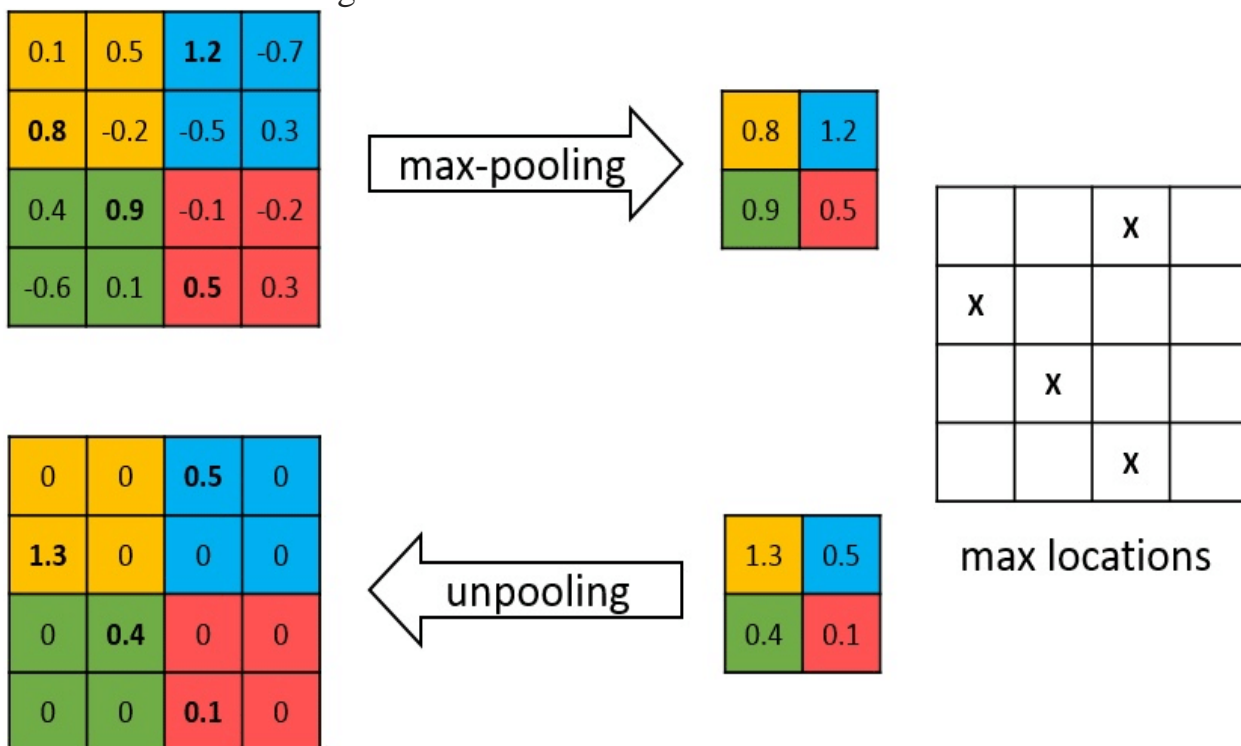 0.1 0.5 1.2 -0.7
0.8 -0.2 -0.5 0.3
0.4 0.9 -0.1 -0.2
-0.6 0.1 0.5 0.3
max-pooling
0.8 1.2
0.9 0.5
X
X
X
X
max locations
0 0 0.5 0
1.3 0 0 0
0 0.4 0 0
0 0 0.1 0
unpooling
1.3 0.5
0.4 0.1